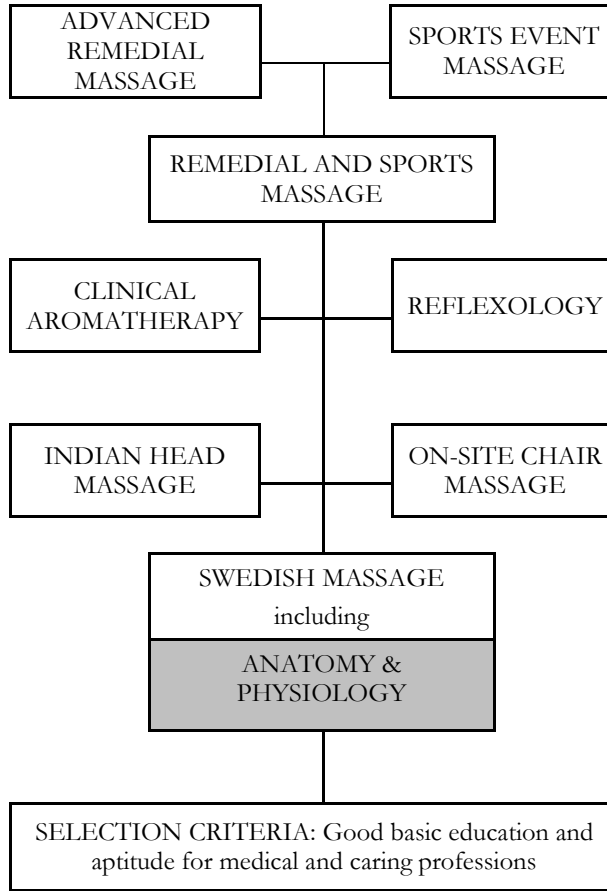 ADVANCED
REMEDIAL
MASSAGE
SPORTS EVENT
MASSAGE
REMEDIAL AND SPORTS
MASSAGE
CLINICAL
AROMATHERAPY
REFLEXOLOGY
INDIAN HEAD
MASSAGE
ON-SITE CHAIR
MASSAGE
SWEDISH MASSAGE
including
ANATOMY &
PHYSIOLOGY
SELECTION CRITERIA: Good basic education and
aptitude for medical and caring professions